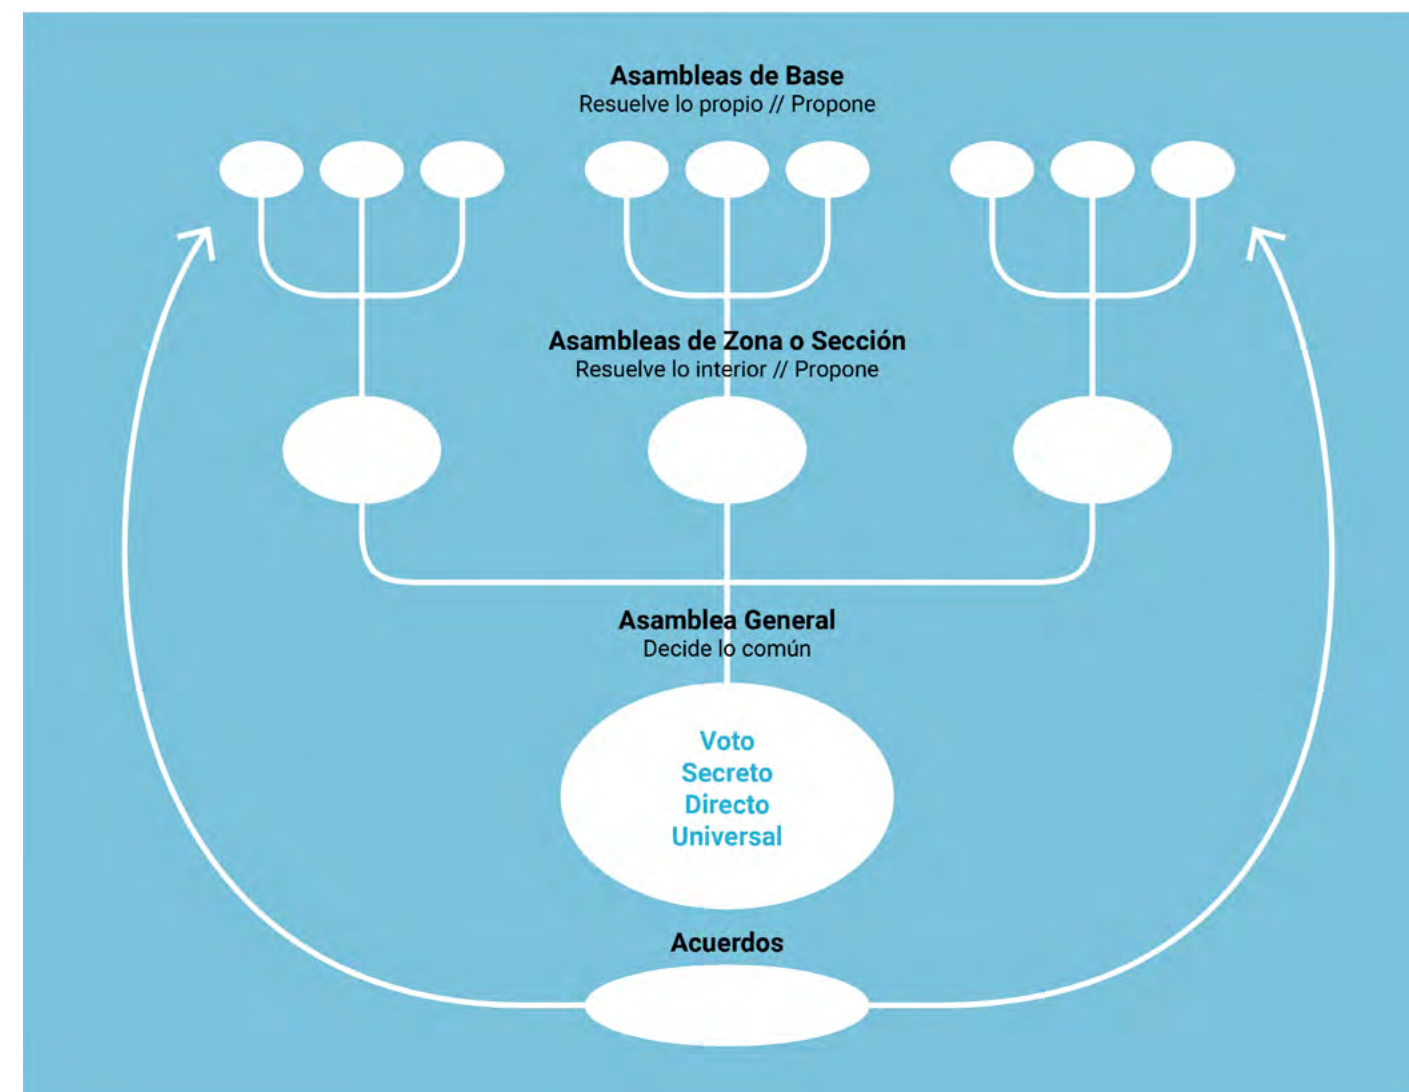 Asambleas de Base
Resuelve lo propio // Propone
Asambleas de Zona o Sección
Resuelve lo interior // Propone
Asamblea General
Decide lo común
Voto
Secreto
Directo
Universal
Acuerdos